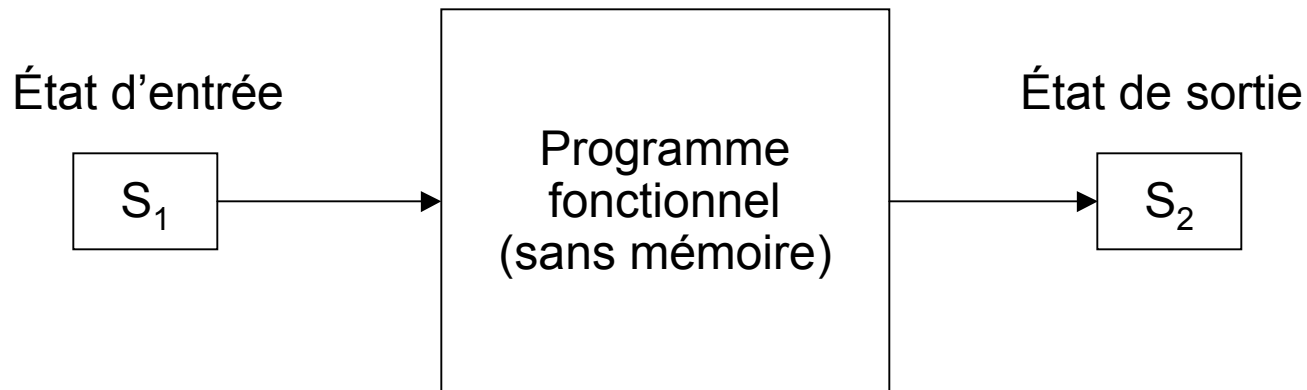 État d’entrée
S₁
Programme
fonctionnel
(sans mémoire)
État de sortie
S₂